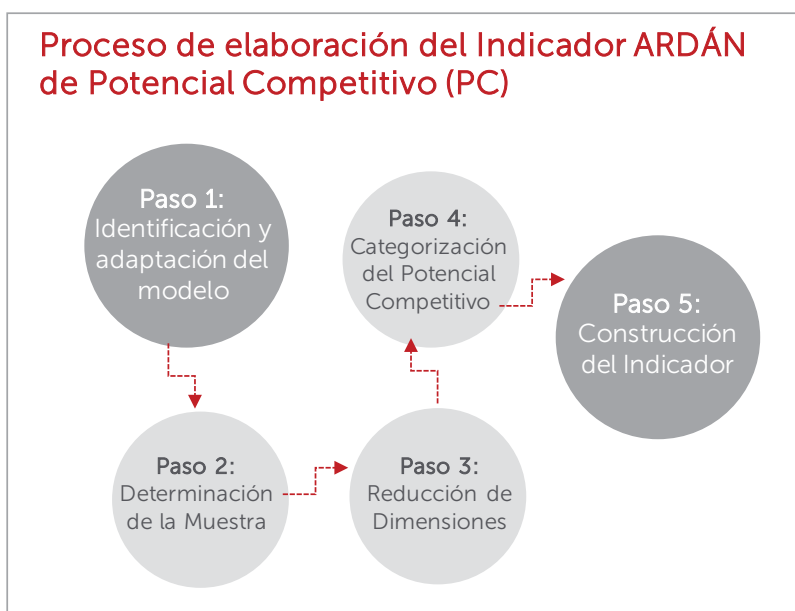 Proceso de elaboración del Indicador ARDÁN
de Potencial Competitivo (PC)
Paso 1:
Identificación y
adaptación del
modelo
Paso 2:
Determinación
de la Muestra
Paso 3:
Reducción de
Dimensiones
Paso 4:
Categorización
del Potencial
Competitivo
Paso 5:
Construcción
del Indicador